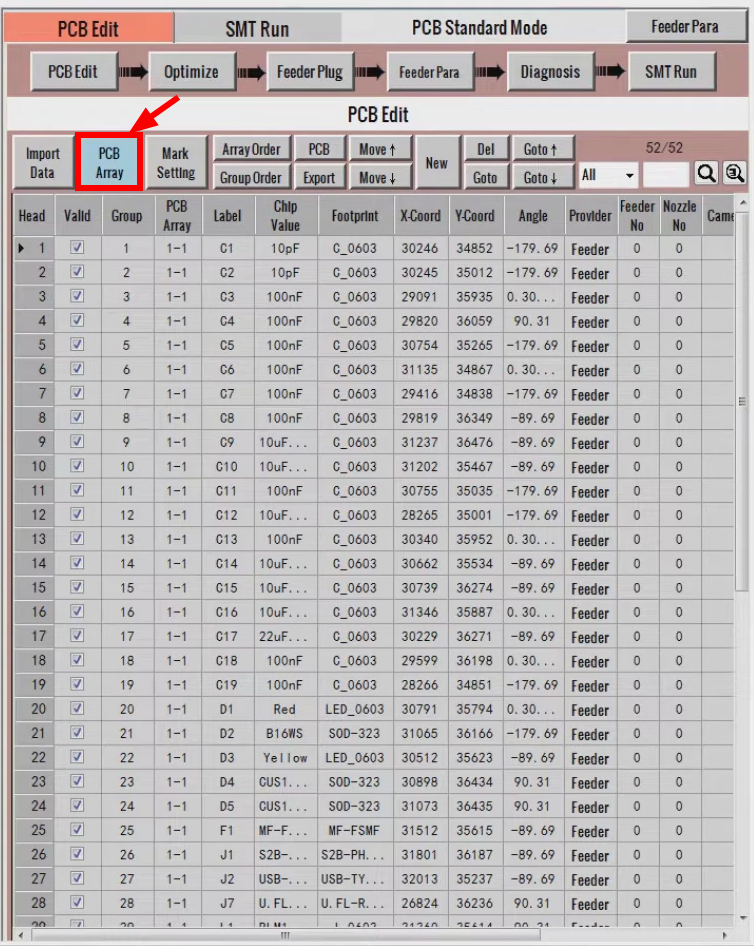 PCB Edit SMT Run PCB Standard Mode Feeder Para
PCB Edit Optimize Feeder Plug Feeder Para Diagnosis SMT Run
PCB Edit
Import Data PCB Array Mark Setting Array Order PCB Move↑ New Del Goto↑ 52/52
Group Order Export Move↓ Goto Goto↓ All
Head Valid Group PCB Array Label Chip Value Footprint X-Coord Y-Coord Angle Provider Feeder No Nozzle No Came
1 1 1-1 C1 10pF C_0603 30246 34852 -179.69 Feeder 0 0
2 2 1-1 C2 10pF C_0603 30245 35012 -179.69 Feeder 0 0
3 3 1-1 C3 100nF C_0603 29091 35935 0.30... Feeder 0 0
4 4 1-1 C4 100nF C_0603 29820 36059 90.31 Feeder 0 0
5 5 1-1 C5 100nF C_0603 30754 35265 -179.69 Feeder 0 0
6 6 1-1 C6 100nF C_0603 31135 34867 0.30... Feeder 0 0
7 7 1-1 C7 100nF C_0603 29416 34838 -179.69 Feeder 0 0
8 8 1-1 C8 100nF C_0603 29819 36349 -89.69 Feeder 0 0
9 9 1-1 C9 10uF... C_0603 31237 36476 -89.69 Feeder 0 0
10 10 1-1 C10 10uF... C_0603 31202 35467 -89.69 Feeder 0 0
11 11 1-1 C11 100nF C_0603 30755 35035 -179.69 Feeder 0 0
12 12 1-1 C12 10uF... C_0603 28265 35001 -179.69 Feeder 0 0
13 13 1-1 C13 100nF C_0603 30340 35952 0.30... Feeder 0 0
14 14 1-1 C14 10uF... C_0603 30662 35534 -89.69 Feeder 0 0
15 15 1-1 C15 10uF... C_0603 30739 36274 -89.69 Feeder 0 0
16 16 1-1 C16 10uF... C_0603 31346 35887 0.30... Feeder 0 0
17 17 1-1 C17 22uF... C_0603 30229 36271 -89.69 Feeder 0 0
18 18 1-1 C18 100nF C_0603 29599 36198 0.30... Feeder 0 0
19 19 1-1 C19 100nF C_0603 28266 34851 -179.69 Feeder 0 0
20 20 1-1 D1 Red LED_0603 30791 35794 0.30... Feeder 0 0
21 21 1-1 D2 B16WS SOD-323 31065 36166 -179.69 Feeder 0 0
22 22 1-1 D3 Yellow LED_0603 30512 35623 -89.69 Feeder 0 0
23 23 1-1 D4 CUS1... SOD-323 30898 36434 90.31 Feeder 0 0
24 24 1-1 D5 CUS1... SOD-323 31073 36435 90.31 Feeder 0 0
25 25 1-1 F1 MF-F... MF-FSMF 31512 35615 -89.69 Feeder 0 0
26 26 1-1 J1 S2B-... S2B-PH... 31801 36187 -89.69 Feeder 0 0
27 27 1-1 J2 USB-... USB-TY... 32013 35237 -89.69 Feeder 0 0
28 28 1-1 J7 U.FL... U.FL-R... 26824 36236 90.31 Feeder 0 0